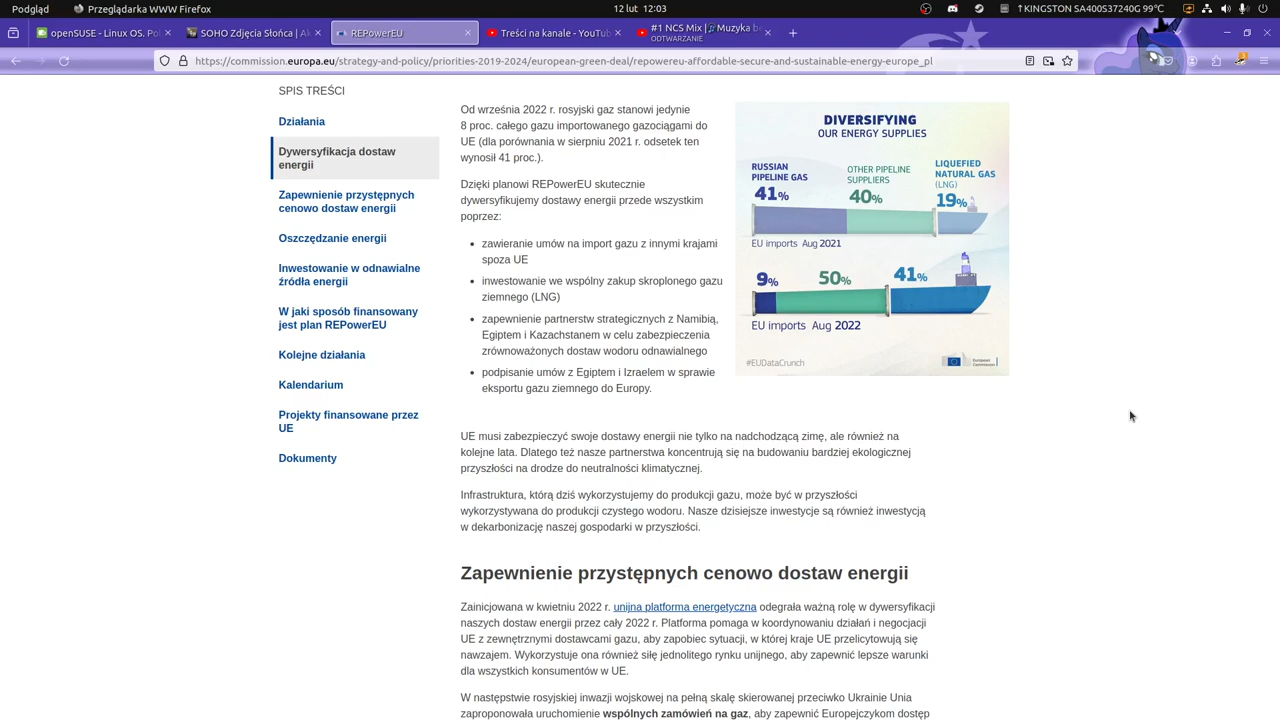 Podgląd
Przeglądarka WWW Firefox
12 lut 12:03
↑KINGSTON SA400S37240G 99°C
openSUSE - Linux OS. Pol
SOHO Zdjęcia Słońca | Ak
REPowerEU
Treści na kanale - YouTub
#1 NCS Mix | 🎵Muzyka be
ODTWARZANIE
https://commission.europa.eu/strategy-and-policy/priorities-2019-2024/european-green-deal/repowereu-affordable-secure-and-sustainable-energy-europe_pl
SPIS TREŚCI
Działania
Dywersyfikacja dostaw
energii
Zapewnienie przystępnych
cenowo dostaw energii
Oszczędzanie energii
Inwestowanie w odnawialne
źródła energii
W jaki sposób finansowany
jest plan REPowerEU
Kolejne działania
Kalendarium
Projekty finansowane przez
UE
Dokumenty
Od września 2022 r. rosyjski gaz stanowi jedynie
8 proc. całego gazu importowanego gazociągami do
UE (dla porównania w sierpniu 2021 r. odsetek ten
wynosił 41 proc.).
Dzięki planowi REPowerEU skutecznie
dywersyfikujemy dostawy energii przede wszystkim
poprzez:
• zawieranie umów na import gazu z innymi krajami
spoza UE
• inwestowanie we wspólny zakup skroplonego gazu
ziemnego (LNG)
• zapewnienie partnerstw strategicznych z Namibią,
Egiptem i Kazachstanem w celu zabezpieczenia
zrównoważonych dostaw wodoru odnawialnego
• podpisanie umów z Egiptem i Izraelem w sprawie
eksportu gazu ziemnego do Europy.
DIVERSIFYING
OUR ENERGY SUPPLIES
RUSSIAN
PIPELINE GAS
41%
OTHER PIPELINE
SUPPLIERS
40%
LIQUEFIED
NATURAL GAS
(LNG)
19%
EU imports Aug 2021
9%
50%
41%
EU imports Aug 2022
#EUDataCrunch
European
Commission
UE musi zabezpieczyć swoje dostawy energii nie tylko na nadchodzącą zimę, ale również na
kolejne lata. Dlatego też nasze partnerstwa koncentrują się na budowaniu bardziej ekologicznej
przyszłości na drodze do neutralności klimatycznej.
Infrastruktura, którą dziś wykorzystujemy do produkcji gazu, może być w przyszłości
wykorzystywana do produkcji czystego wodoru. Nasze dzisiejsze inwestycje są również inwestycją
w dekarbonizację naszej gospodarki w przyszłości.
Zapewnienie przystępnych cenowo dostaw energii
Zainicjowana w kwietniu 2022 r. unijna platforma energetyczna odegrała ważną rolę w dywersyfikacji
naszych dostaw energii przez cały 2022 r. Platforma pomaga w koordynowaniu działań i negocjacji
UE z zewnętrznymi dostawcami gazu, aby zapobiec sytuacji, w której kraje UE przelicytowują się
nawzajem. Wykorzystuje ona również siłę jednolitego rynku unijnego, aby zapewnić lepsze warunki
dla wszystkich konsumentów w UE.
W następstwie rosyjskiej inwazji wojskowej na pełną skalę skierowanej przeciwko Ukrainie Unia
zaproponowała uruchomienie wspólnych zamówień na gaz, aby zapewnić Europejczykom dostęp